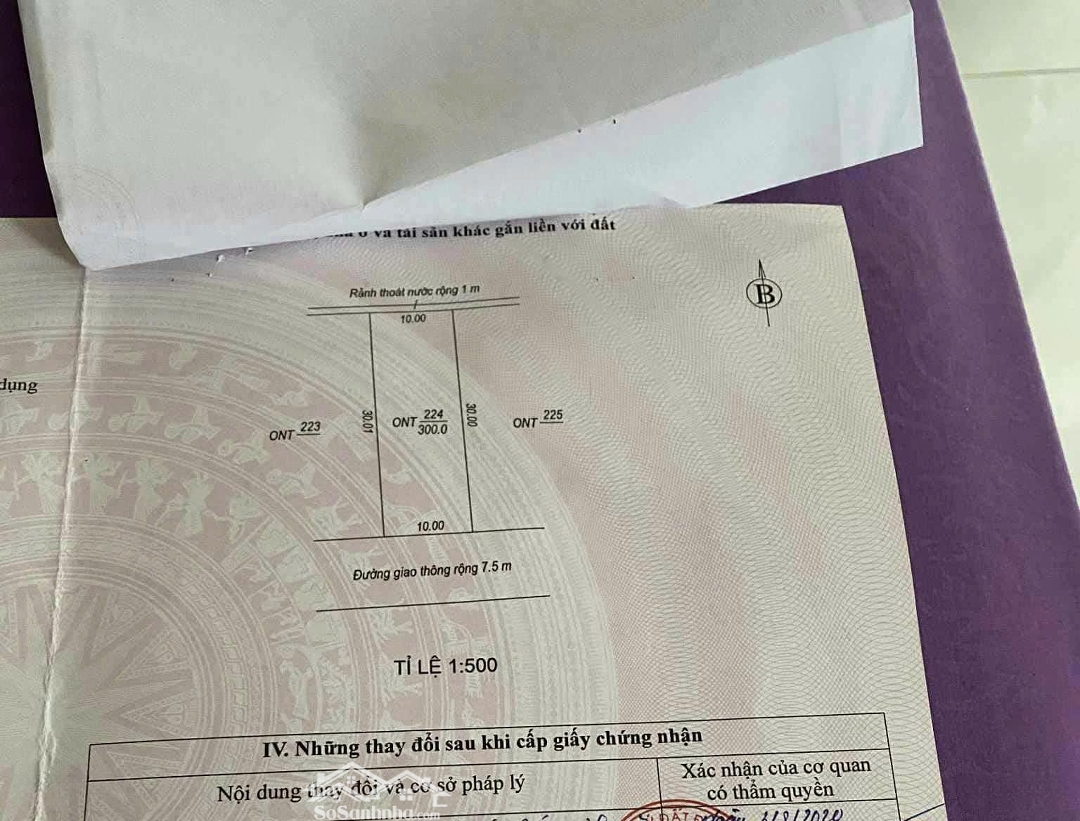 và tài sản khác gắn liền với đất
Rãnh thoát nước rộng 1 m
B
10.00
dụng
30.01
ONT 224
300.0
30.00
ONT 223
ONT 225
10.00
Đường giao thông rộng 7.5 m
TỈ LỆ 1:500
IV. Những thay đổi sau khi cấp giấy chứng nhận
Nội dung thay đổi và cơ sở pháp lý
Xác nhận của cơ quan
có thẩm quyền
SoSanhnha.com